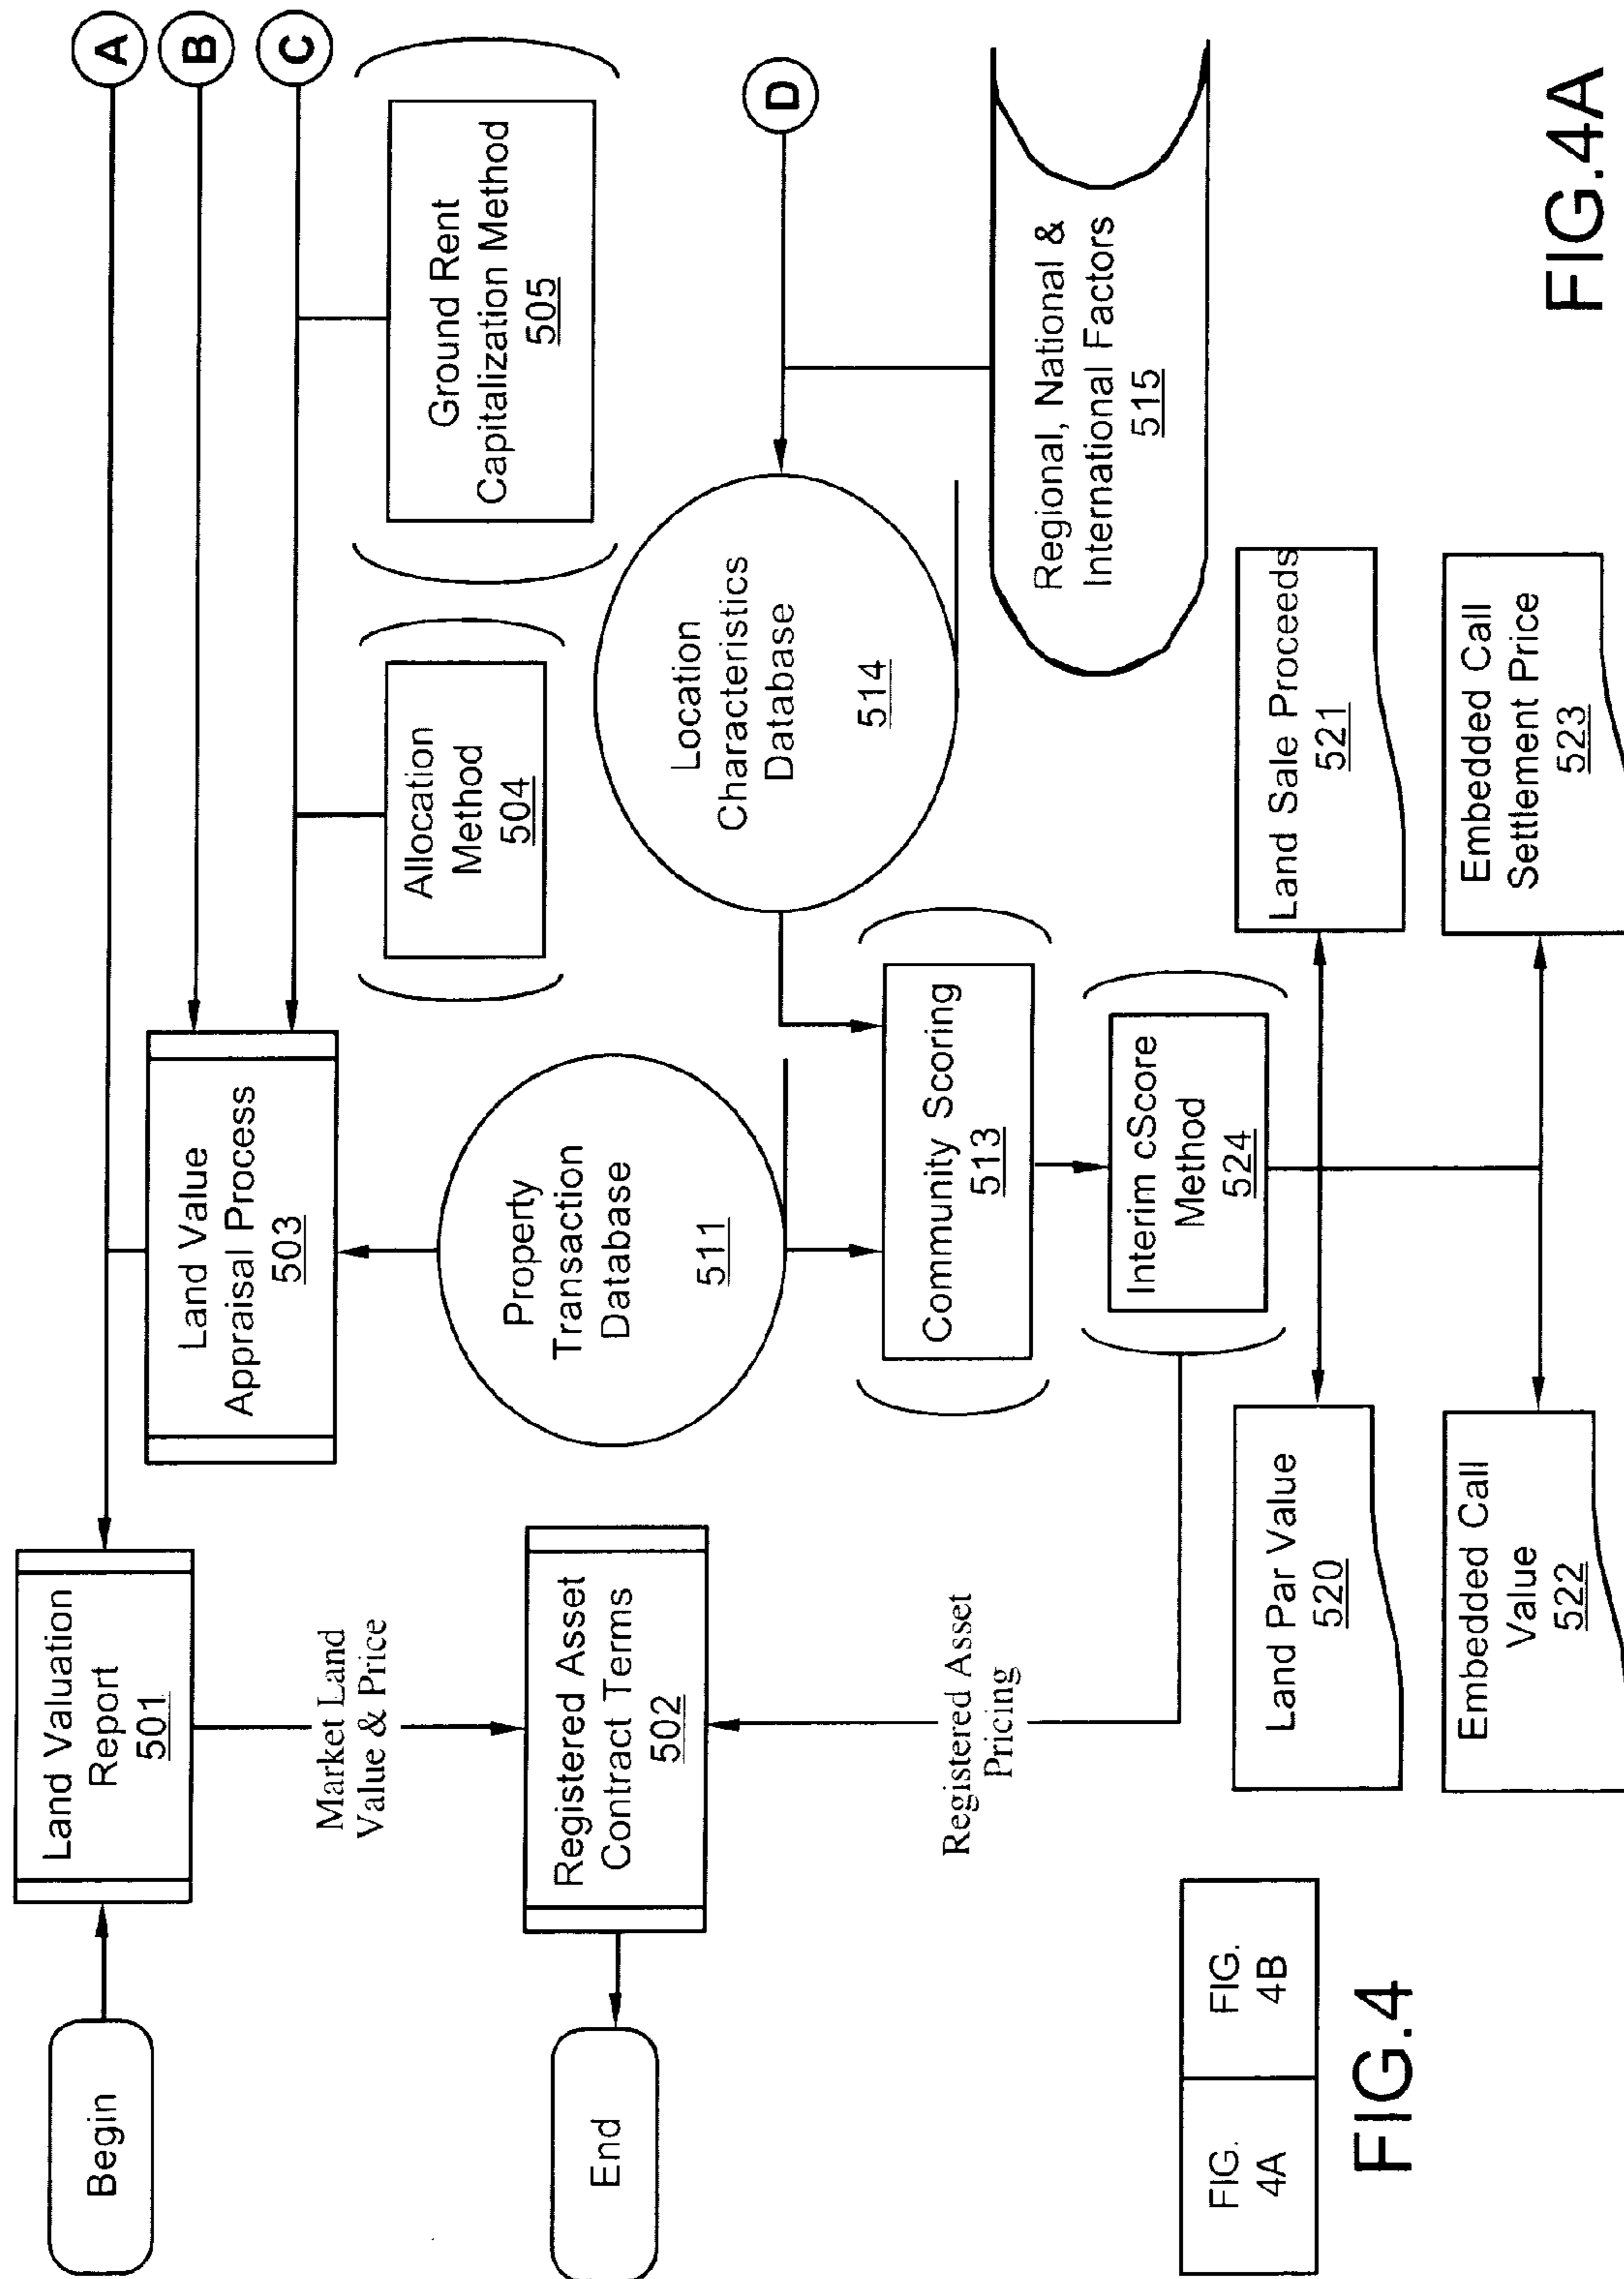 Begin
Land Valuation
Report
501
A
B
C
Land Value
Appraisal Process
503
Market Land
Value & Price
Allocation
Method
504
Ground Rent
Capitalization Method
505
End
Registered Asset
Contract Terms
502
Property
Transaction
Database
511
Location
Characteristics
Database
514
D
Registered Asset
Pricing
Community Scoring
513
Regional, National &
International Factors
515
Interim cScore
Method
524
Land Par Value
520
Land Sale Proceeds
521
Embedded Call
Value
522
Embedded Call
Settlement Price
523
FIG.
4A
FIG.
4B
FIG.4
FIG.4A